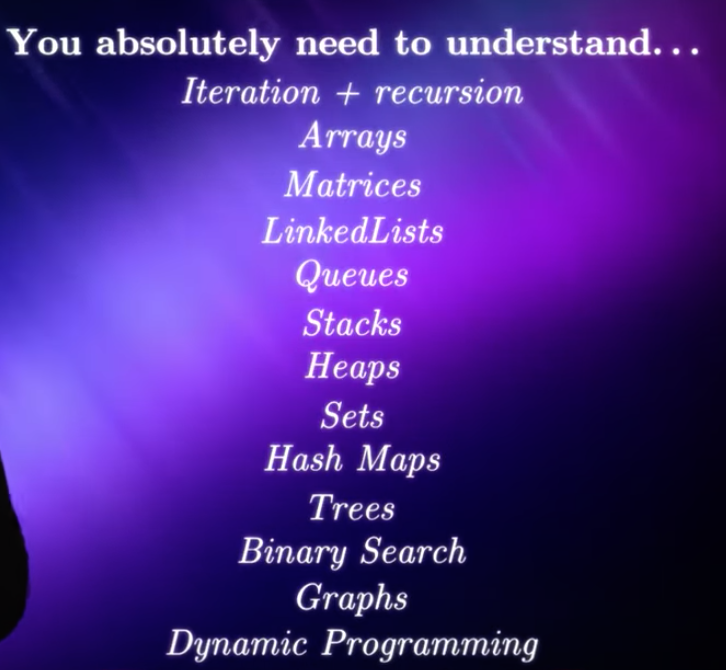 You absolutely need to understand...
Iteration + recursion
Arrays
Matrices
LinkedLists
Queues
Stacks
Heaps
Sets
Hash Maps
Trees
Binary Search
Graphs
Dynamic Programming